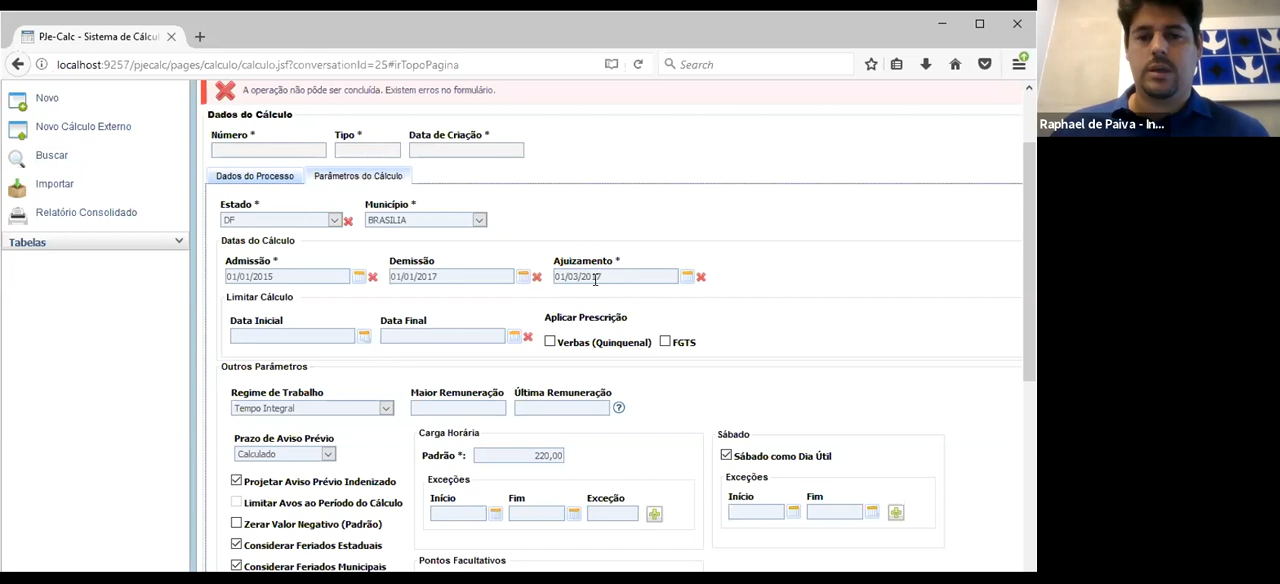 PJe-Calc - Sistema de Cálcu
localhost:9257/pjecalc/pages/calculo/calculo.jsf?conversationId=25#irTopoPagina
Search
Raphael de Paiva - In...
Novo
Novo Cálculo Externo
Buscar
Importar
Relatório Consolidado
Tabelas
A operação não pôde ser concluída. Existem erros no formulário.
Dados do Cálculo
Número * Tipo * Data de Criação *
Dados do Processo Parâmetros do Cálculo
Estado * Município *
DF BRASILIA
Datas do Cálculo
Admissão * Demissão Ajuizamento *
01/01/2015 01/01/2017 01/03/2017
Limitar Cálculo
Data Inicial Data Final Aplicar Prescrição
Verbas (Quinquenal) FGTS
Outros Parâmetros
Regime de Trabalho Maior Remuneração Última Remuneração
Tempo Integral
Prazo de Aviso Prévio
Calculado
Carga Horária
Padrão *: 220,00
Exceções
Início Fim Exceção
Sábado
Sábado como Dia Útil
Exceções
Início Fim
Projetar Aviso Prévio Indenizado
Limitar Avos ao Período do Cálculo
Zerar Valor Negativo (Padrão)
Considerar Feriados Estaduais
Considerar Feriados Municipais
Pontos Facultativos